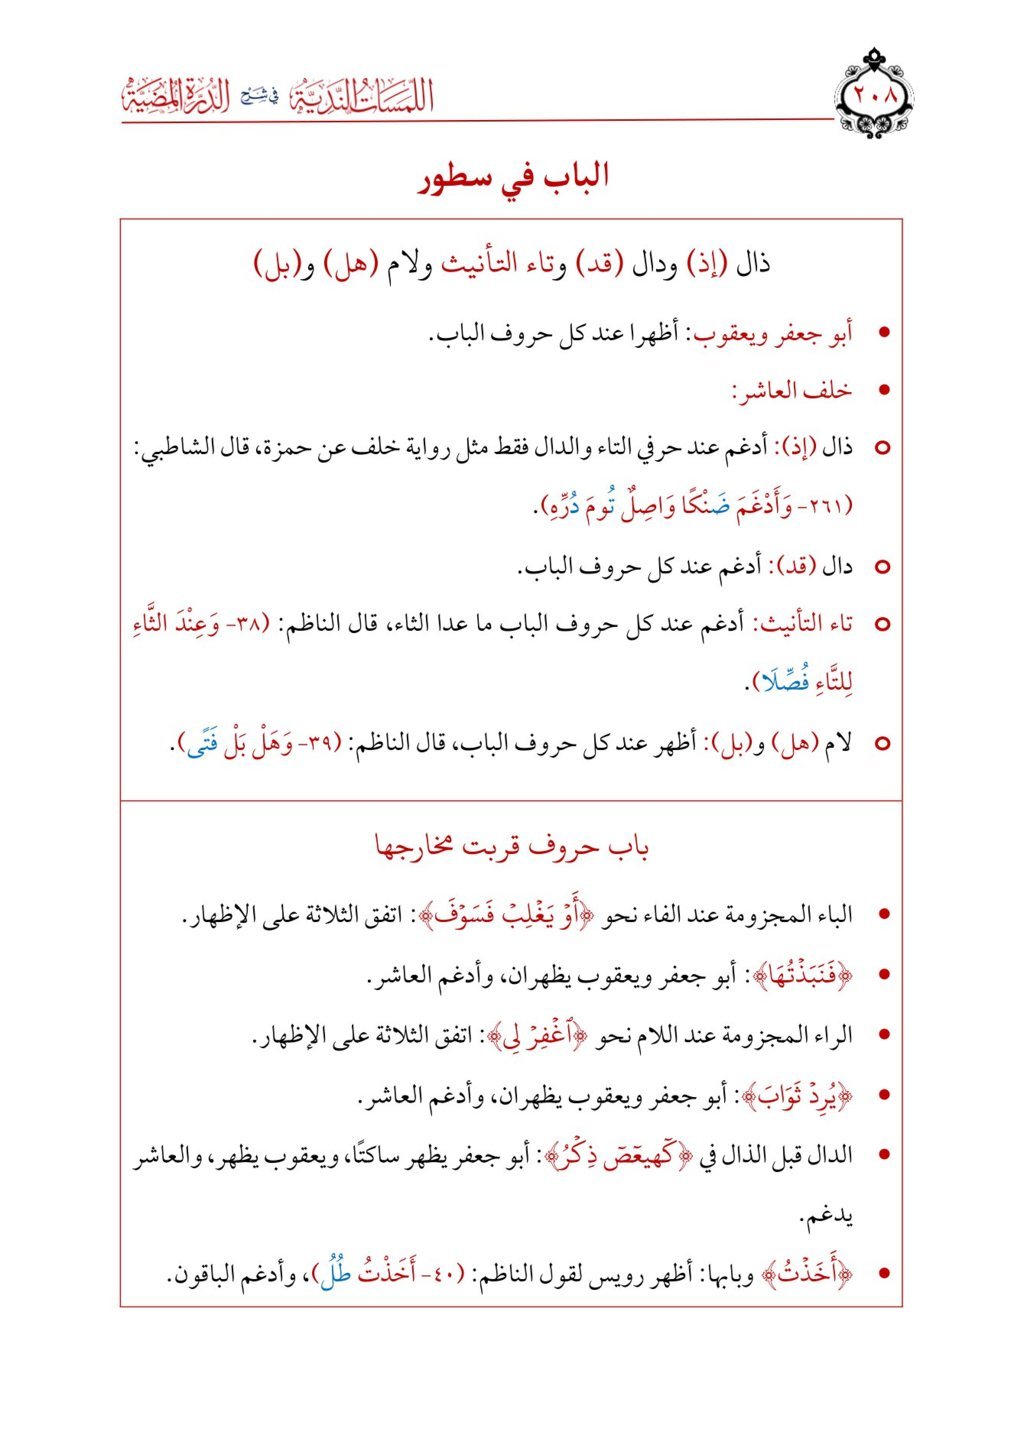 ٢٠٨
اللَّمَسَاتُ النَّدِيَّةُ فِي شَرْحِ الدُّرَّةِ الْمُضِيَّةِ
الباب في سطور
ذال (إذ) ودال (قد) وتاء التأنيث ولام (هل) و(بل)
• أبو جعفر ويعقوب: أظهرا عند كل حروف الباب.
• خلف العاشر:
○ ذال (إذ): أدغم عند حرفي التاء والدال فقط مثل رواية خلف عن حمزة، قال الشاطبي:
(٢٦١- وَأَدْغَمَ ضَنْكًا وَاصِلٌ تُومَ دُرِّهِ).
○ دال (قد): أدغم عند كل حروف الباب.
○ تاء التأنيث: أدغم عند كل حروف الباب ما عدا الثاء، قال الناظم: (٣٨- وَعِنْدَ الثَّاءِ
لِلتَّاءِ فُصِّلَا).
○ لام (هل) و(بل): أظهر عند كل حروف الباب، قال الناظم: (٣٩- وَهَلْ بَلْ فَتًى).
باب حروف قربت مخارجها
• الباء المجزومة عند الفاء نحو ﴿أَوۡ يَغۡلِبۡ فَسَوۡفَ﴾: اتفق الثلاثة على الإظهار.
• ﴿فَنَبَذۡتُهَا﴾: أبو جعفر ويعقوب يظهران، وأدغم العاشر.
• الراء المجزومة عند اللام نحو ﴿ٱغۡفِرۡ لِي﴾: اتفق الثلاثة على الإظهار.
• ﴿يُرِدۡ ثَوَابَ﴾: أبو جعفر ويعقوب يظهران، وأدغم العاشر.
• الدال قبل الذال في ﴿كٓهيعٓصٓ ذِكۡرُ﴾: أبو جعفر يظهر ساكتًا، ويعقوب يظهر، والعاشر
يدغم.
• ﴿أَخَذۡتُ﴾ وبابها: أظهر رويس لقول الناظم: (٤٠- أَخَذْتُ طُلْ)، وأدغم الباقون.